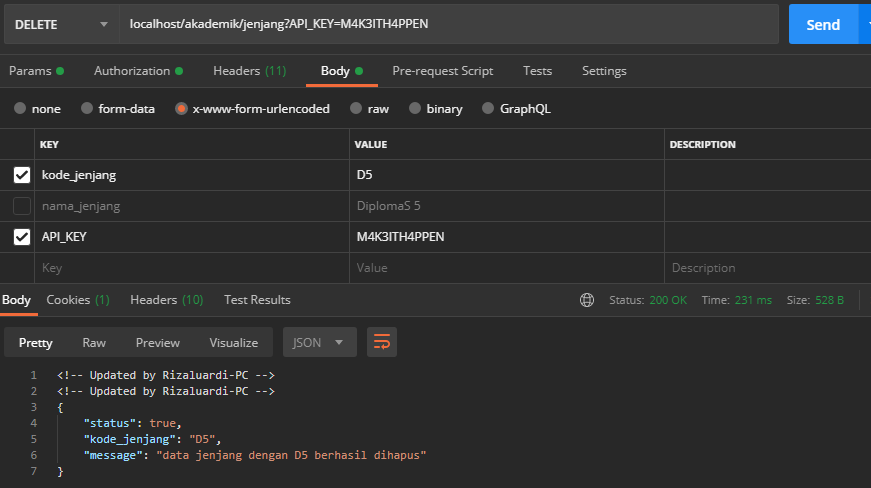 DELETE localhost/akademik/jenjang?API_KEY=M4K3ITH4PPEN Send
Params Authorization Headers (11) Body Pre-request Script Tests Settings
none form-data x-www-form-urlencoded raw binary GraphQL
KEY VALUE DESCRIPTION
kode_jenjang D5
nama_jenjang DiplomaS 5
API_KEY M4K3ITH4PPEN
Key Value Description
Body Cookies (1) Headers (10) Test Results Status: 200 OK Time: 231 ms Size: 528 B
Pretty Raw Preview Visualize JSON
1 <!-- Updated by Rizaluardi-PC -->
2 <!-- Updated by Rizaluardi-PC -->
3 {
4 "status": true,
5 "kode_jenjang": "D5",
6 "message": "data jenjang dengan D5 berhasil dihapus"
7 }